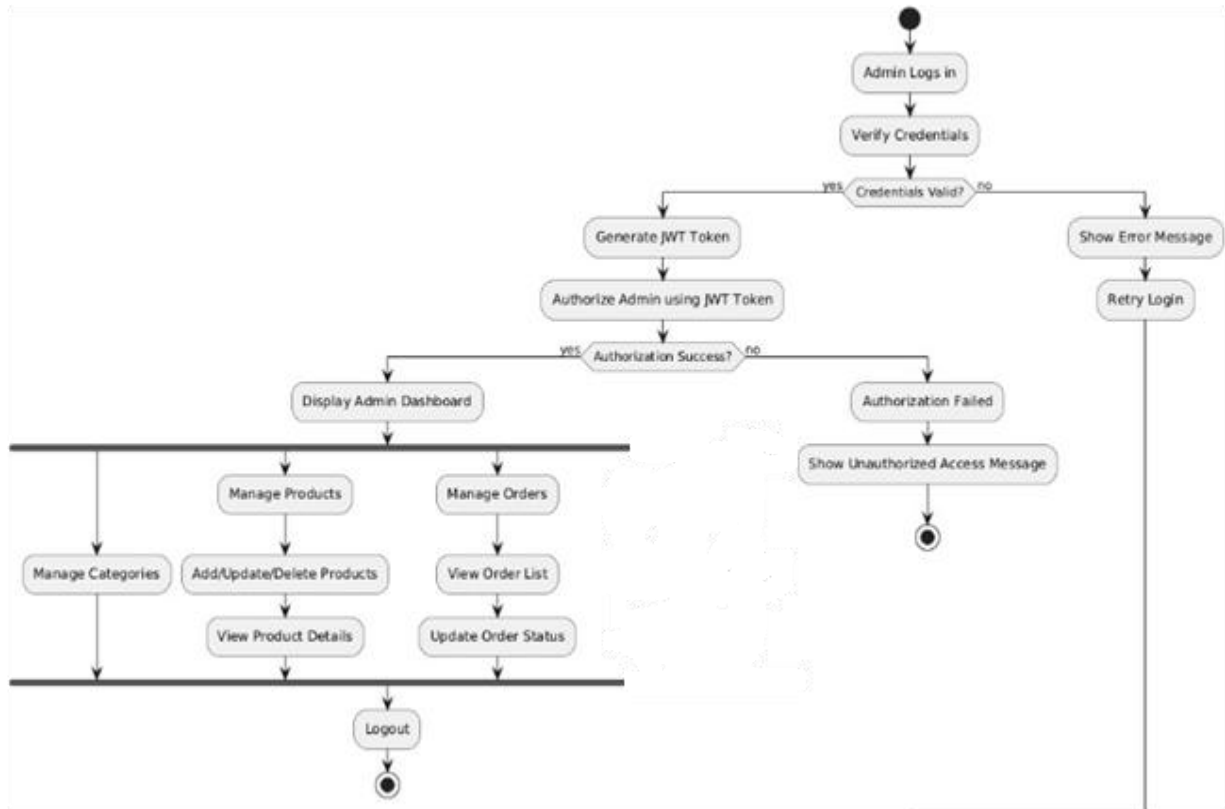 Admin Logs in
Verify Credentials
yes
Credentials Valid?
no
Generate JWT Token
Show Error Message
Authorize Admin using JWT Token
Retry Login
yes
Authorization Success?
no
Display Admin Dashboard
Authorization Failed
Show Unauthorized Access Message
Manage Products
Manage Orders
Manage Categories
Add/Update/Delete Products
View Order List
View Product Details
Update Order Status
Logout